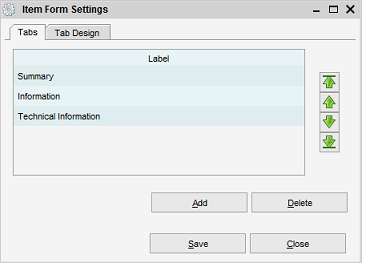 Item Form Settings
Tabs Tab Design
Label
Summary
Information
Technical Information
Add Delete
Save Close